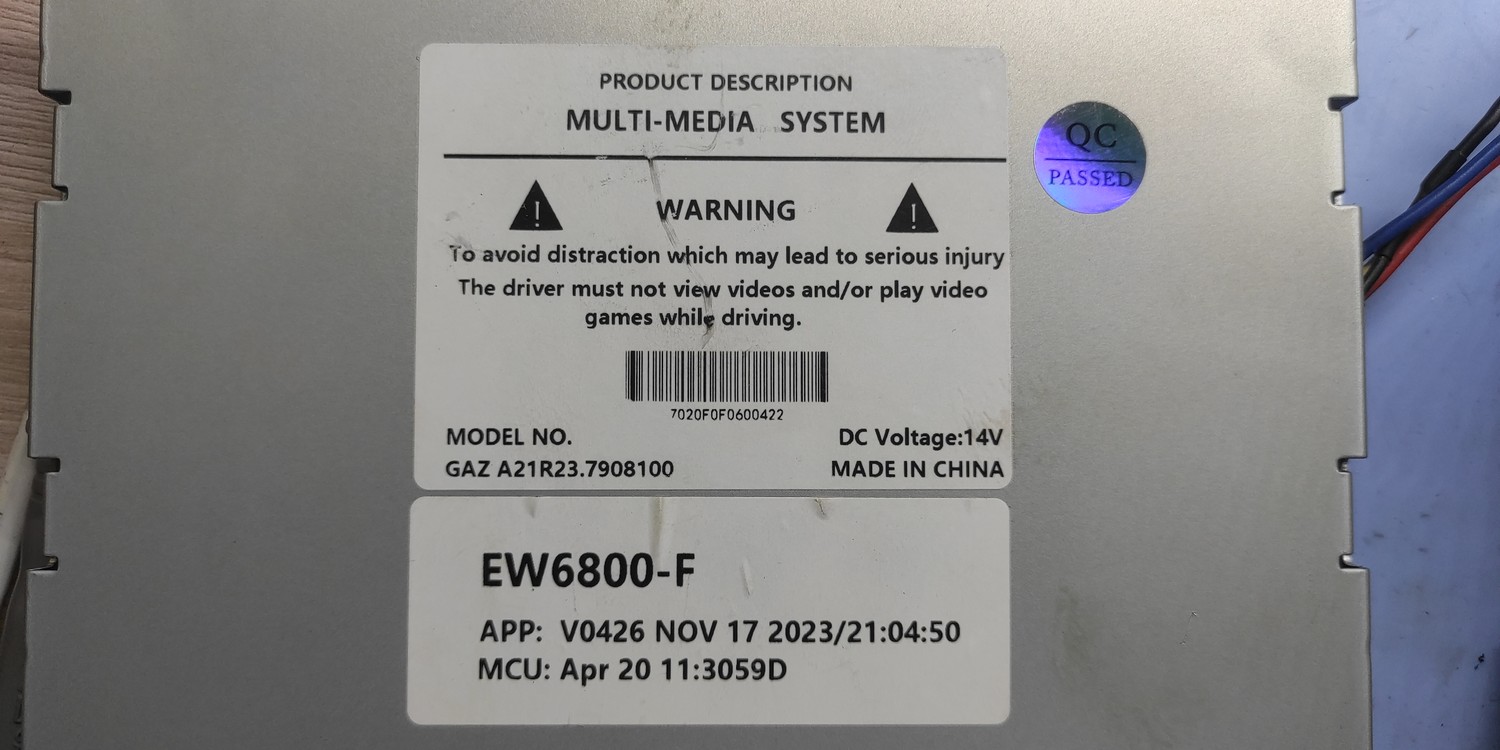 PRODUCT DESCRIPTION
MULTI-MEDIA SYSTEM
QC
PASSED
! WARNING !
To avoid distraction which may lead to serious injury
The driver must not view videos and/or play video
games while driving.
7020F0F0600422
MODEL NO. DC Voltage:14V
GAZ A21R23.7908100 MADE IN CHINA
EW6800-F
APP: V0426 NOV 17 2023/21:04:50
MCU: Apr 20 11:3059D